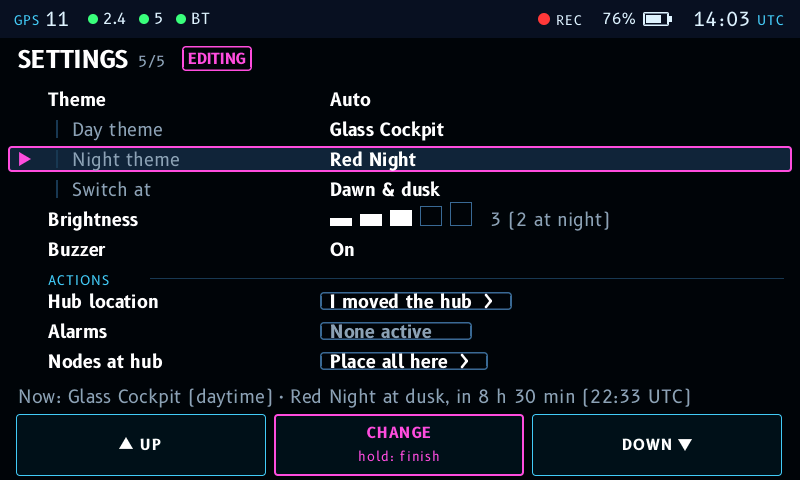 GPS 11 2.4 5 BT REC 76% 14:03 UTC
SETTINGS 5/5 EDITING
Theme Auto
Day theme Glass Cockpit
Night theme Red Night
Switch at Dawn & dusk
Brightness 3 (2 at night)
Buzzer On
ACTIONS
Hub location I moved the hub >
Alarms None active
Nodes at hub Place all here >
Now: Glass Cockpit (daytime) · Red Night at dusk, in 8 h 30 min (22:33 UTC)
▲ UP CHANGE DOWN ▼
hold: finish